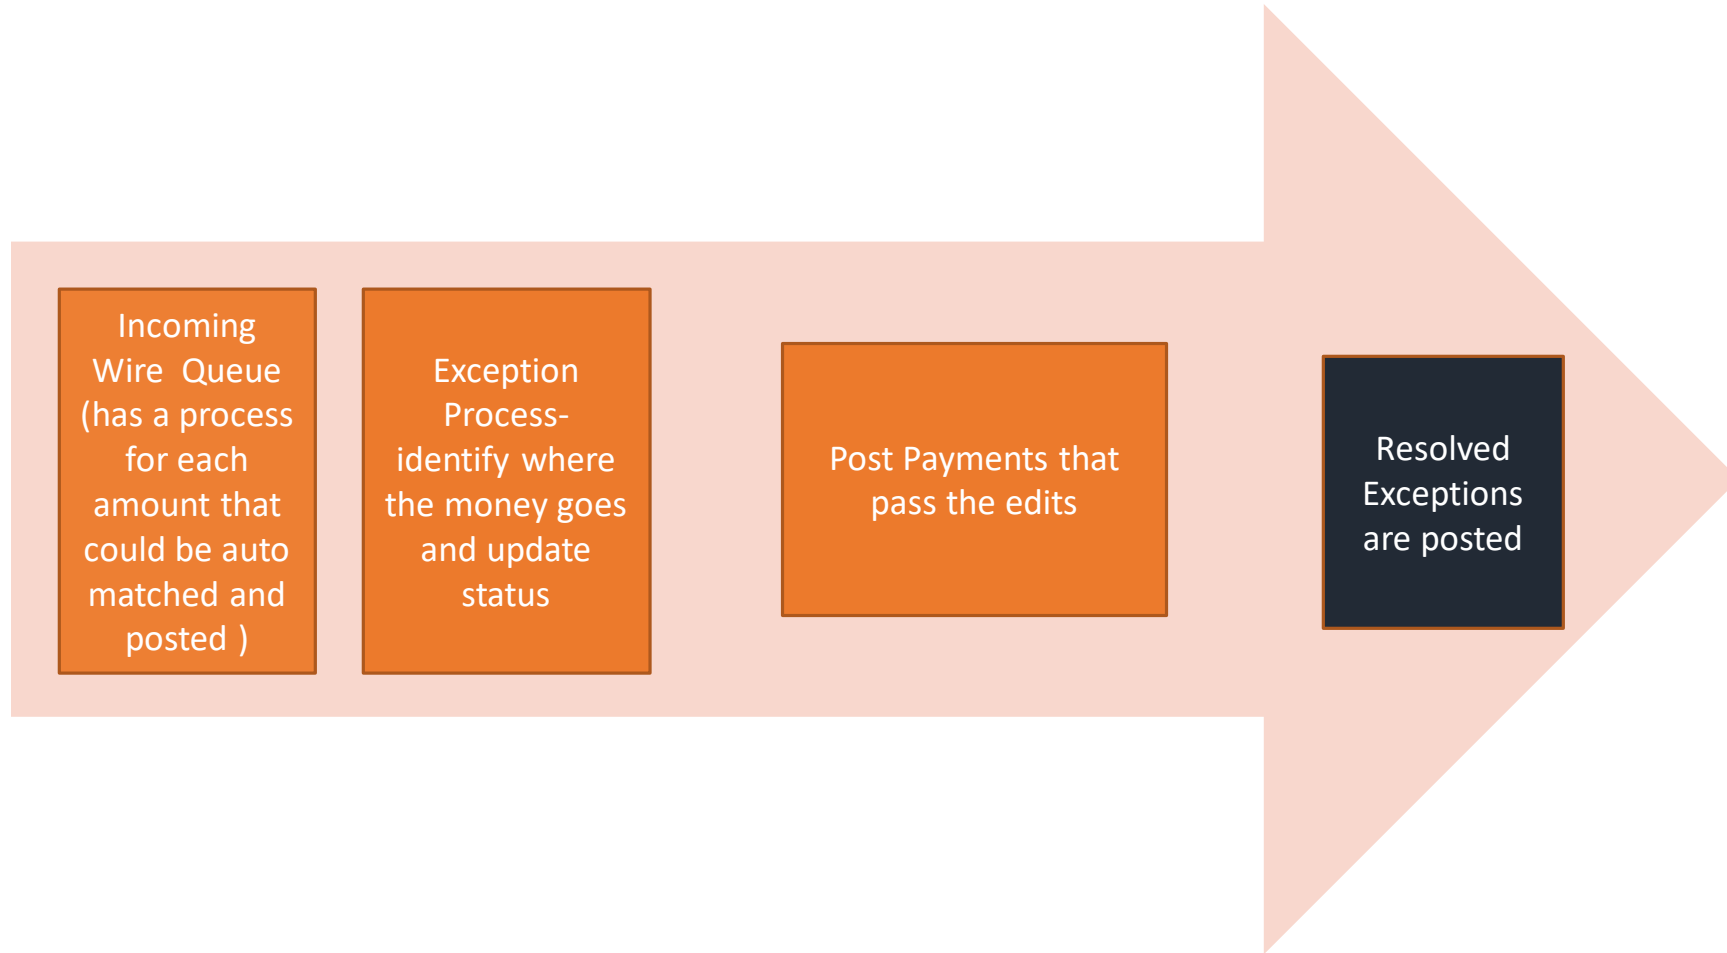 Incoming
Wire  Queue
(has a process
for each
amount that
could be auto
matched and
posted )
Exception
Process-
identify where
the money goes
and update
status
Post Payments that
pass the edits
Resolved
Exceptions
are posted